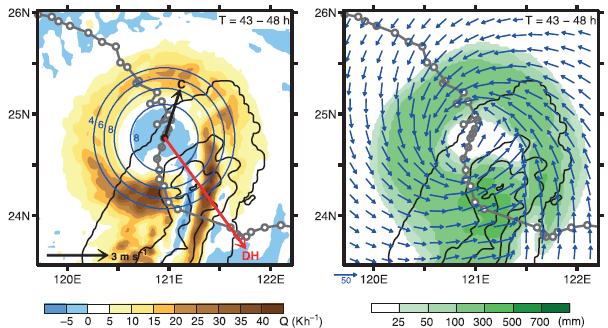 26N
T = 43 – 48 h
25N
24N
C
4 6 8
8
3 m s⁻¹
DH
120E 121E 122E
−5 0 5 10 15 20 30 40 Q (Kh⁻¹)
26N
T = 43 – 48 h
25N
24N
50
120E 121E 122E
25 50 100 300 500 700 (mm)